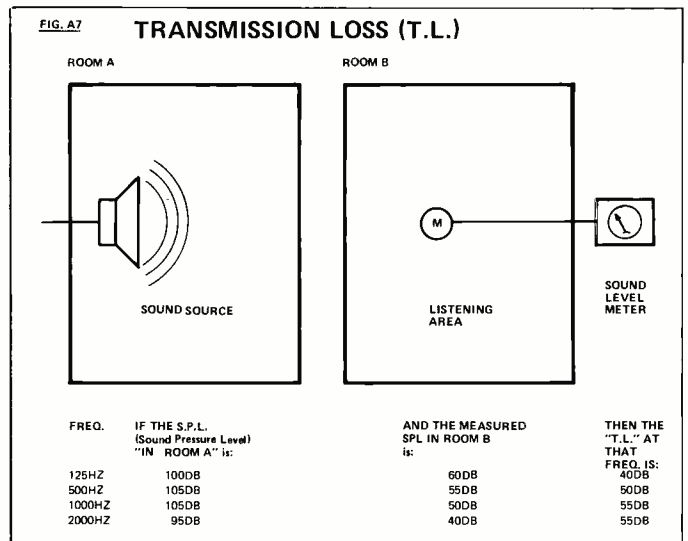 FIG. A7
TRANSMISSION LOSS (T.L.)
ROOM A
ROOM B
SOUND SOURCE
M
LISTENING
AREA
SOUND
LEVEL
METER
FREQ. IF THE S.P.L. AND THE MEASURED THEN THE
(Sound Pressure Level) SPL IN ROOM B "T.L." AT
"IN ROOM A" is: is: THAT
FREQ. IS:
125HZ 100DB 60DB 40DB
500HZ 105DB 55DB 50DB
1000HZ 105DB 50DB 55DB
2000HZ 95DB 40DB 55DB